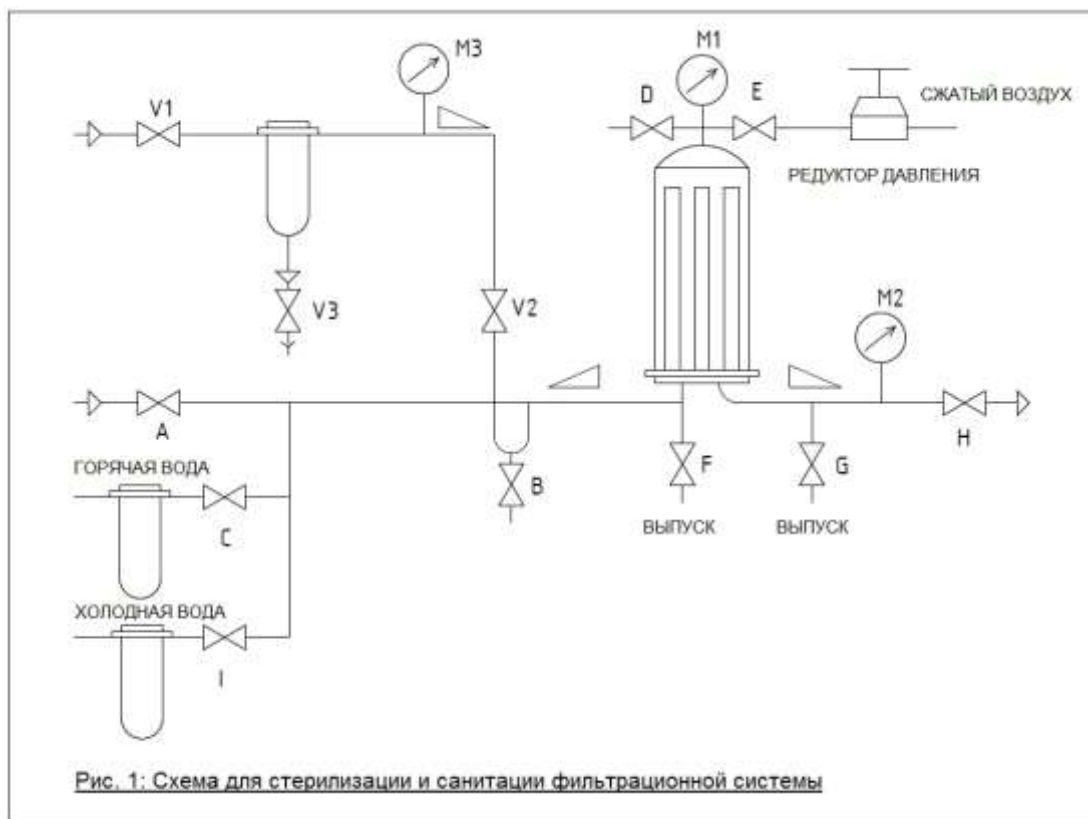 M3
M1
V1
D
E
СЖАТЫЙ ВОЗДУХ
РЕДУКТОР ДАВЛЕНИЯ
V3
V2
M2
A
B
F
G
H
ГОРЯЧАЯ ВОДА
C
ВЫПУСК
ВЫПУСК
ХОЛОДНАЯ ВОДА
I
Рис. 1: Схема для стерилизации и санитации фильтрационной системы